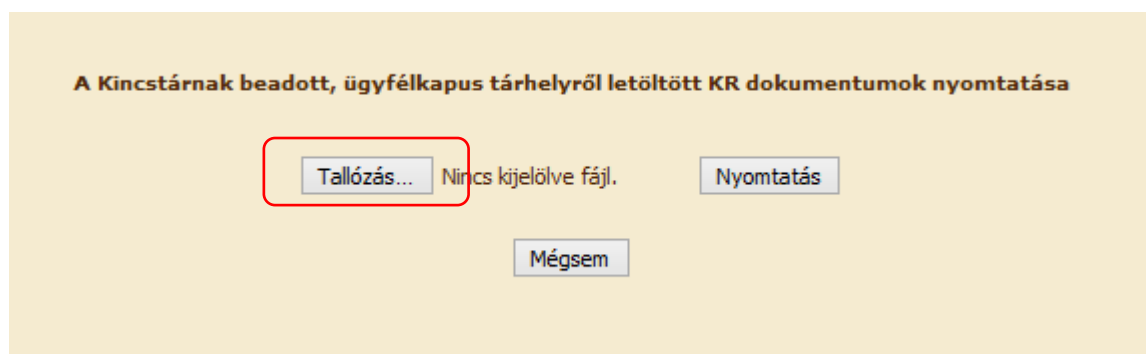 A Kincstárnak beadott, ügyfélkapus tárhelyről letöltött KR dokumentumok nyomtatása
Tallózás... Nincs kijelölve fájl. Nyomtatás
Mégsem